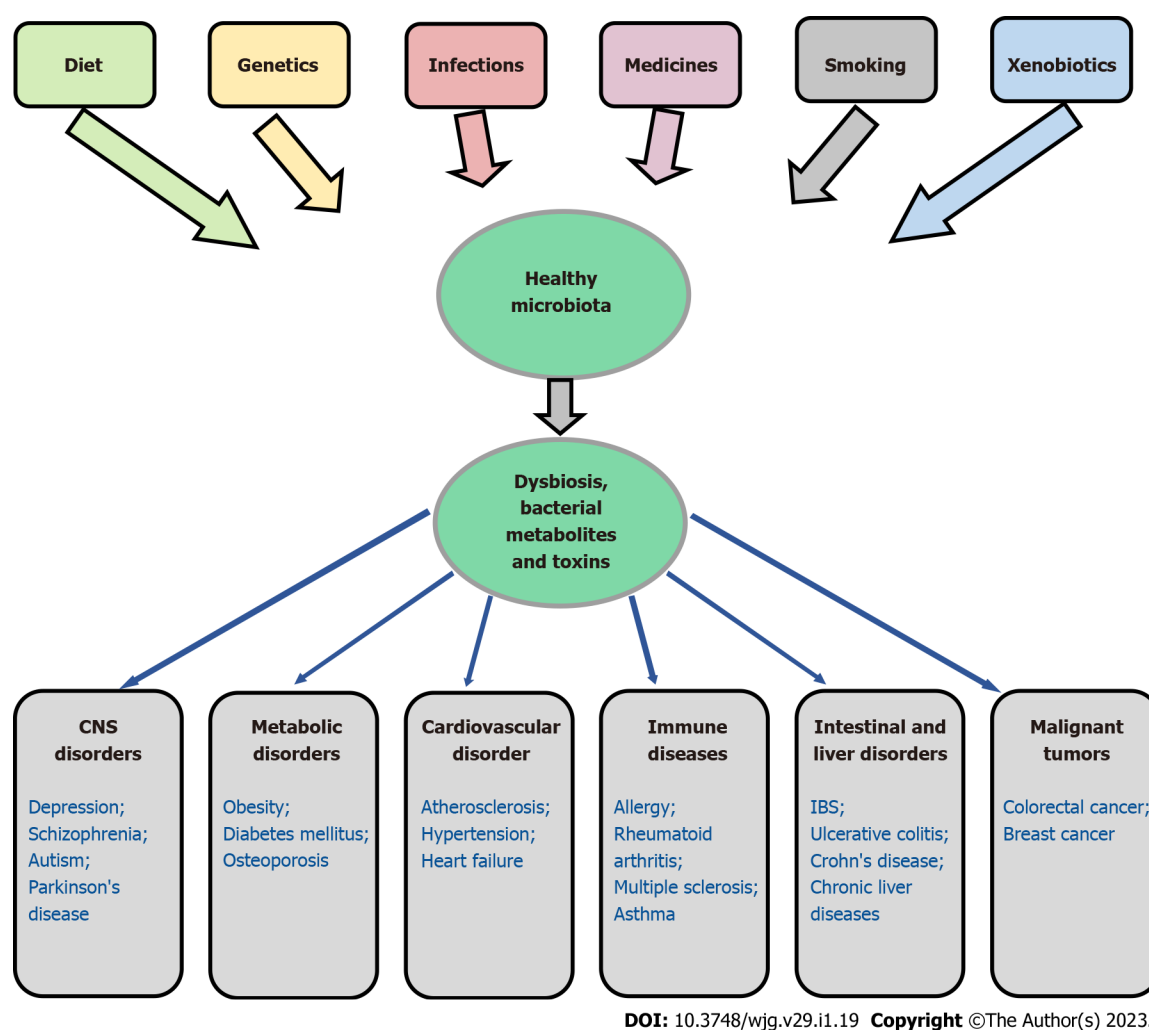 Diet
Genetics
Infections
Medicines
Smoking
Xenobiotics
Healthy
microbiota
Dysbiosis,
bacterial
metabolites
and toxins
CNS
disorders
Depression;
Schizophrenia;
Autism;
Parkinson's
disease
Metabolic
disorders
Obesity;
Diabetes mellitus;
Osteoporosis
Cardiovascular
disorder
Atherosclerosis;
Hypertension;
Heart failure
Immune
diseases
Allergy;
Rheumatoid
arthritis;
Multiple sclerosis;
Asthma
Intestinal and
liver disorders
IBS;
Ulcerative colitis;
Crohn's disease;
Chronic liver
diseases
Malignant
tumors
Colorectal cancer;
Breast cancer
DOI: 10.3748/wjg.v29.i1.19 Copyright ©The Author(s) 2023.